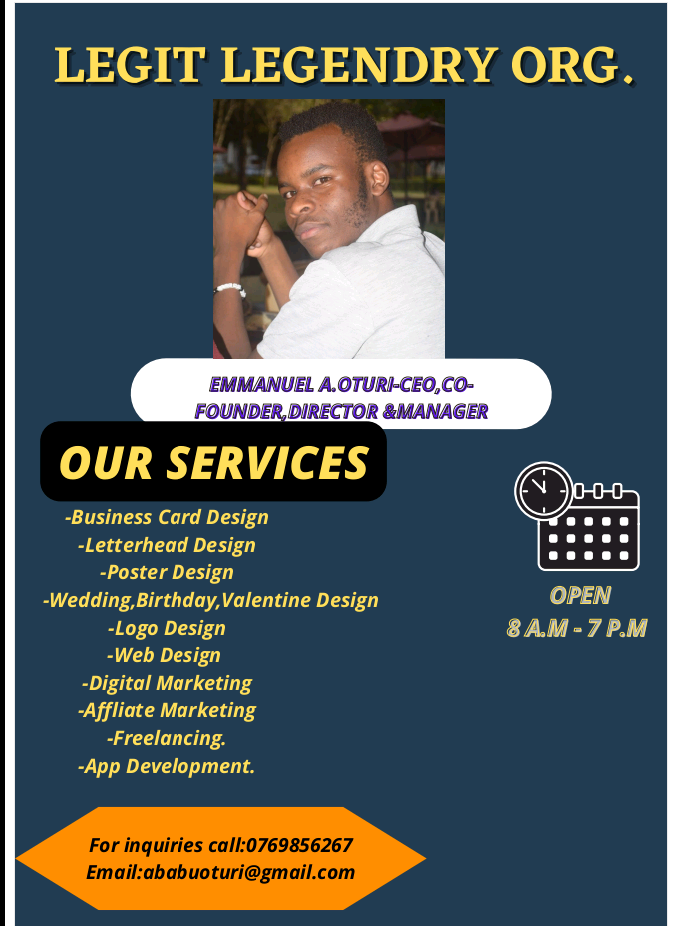 LEGIT LEGENDRY ORG.
EMMANUEL A.OTURI-CEO,CO-
FOUNDER,DIRECTOR &MANAGER
OUR SERVICES
-Business Card Design
-Letterhead Design
-Poster Design
-Wedding,Birthday,Valentine Design
-Logo Design
-Web Design
-Digital Marketing
-Affliate Marketing
-Freelancing.
-App Development.
OPEN
8 A.M - 7 P.M
For inquiries call:0769856267
Email:ababuoturi@gmail.com